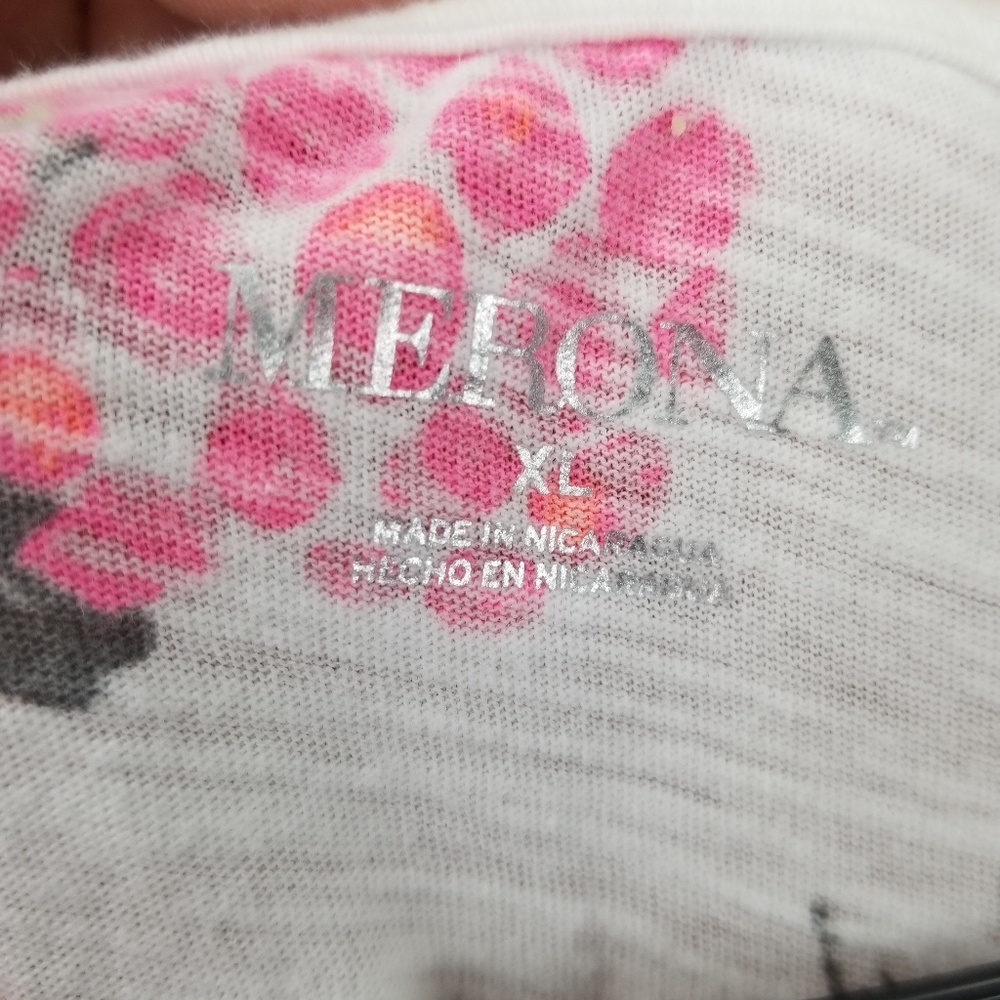 MERONA
XL
MADE IN NICARAGUA
HECHO EN NICARAGUA